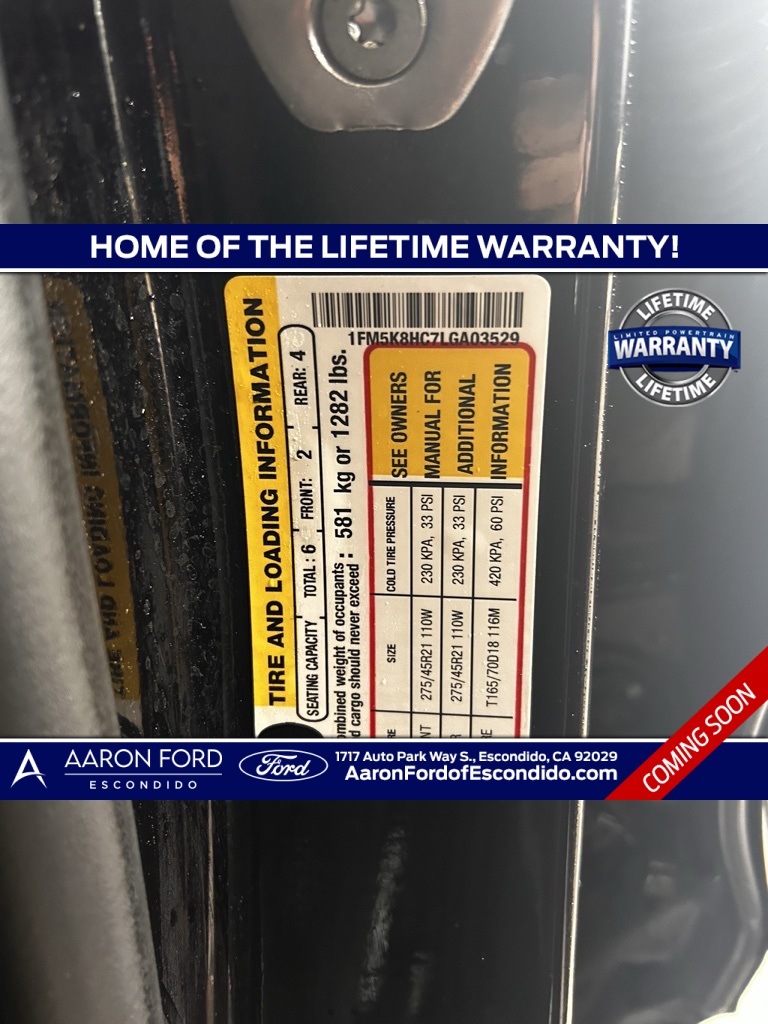 HOME OF THE LIFETIME WARRANTY!
LIFETIME
LIMITED POWERTRAIN
WARRANTY
LIFETIME
1FM5K8HC7LGA03529
TIRE AND LOADING INFORMATION
SEATING CAPACITY TOTAL : 6 FRONT: 2 REAR: 4
ombined weight of occupants : 581 kg or 1282 lbs.
d cargo should never exceed
SIZE COLD TIRE PRESSURE
275/45R21 110W 230 KPA, 33 PSI
275/45R21 110W 230 KPA, 33 PSI
T165/70D18 116M 420 KPA, 60 PSI
SEE OWNERS
MANUAL FOR
ADDITIONAL
INFORMATION
COMING SOON
AARON FORD
ESCONDIDO
Ford
1717 Auto Park Way S., Escondido, CA 92029
AaronFordofEscondido.com